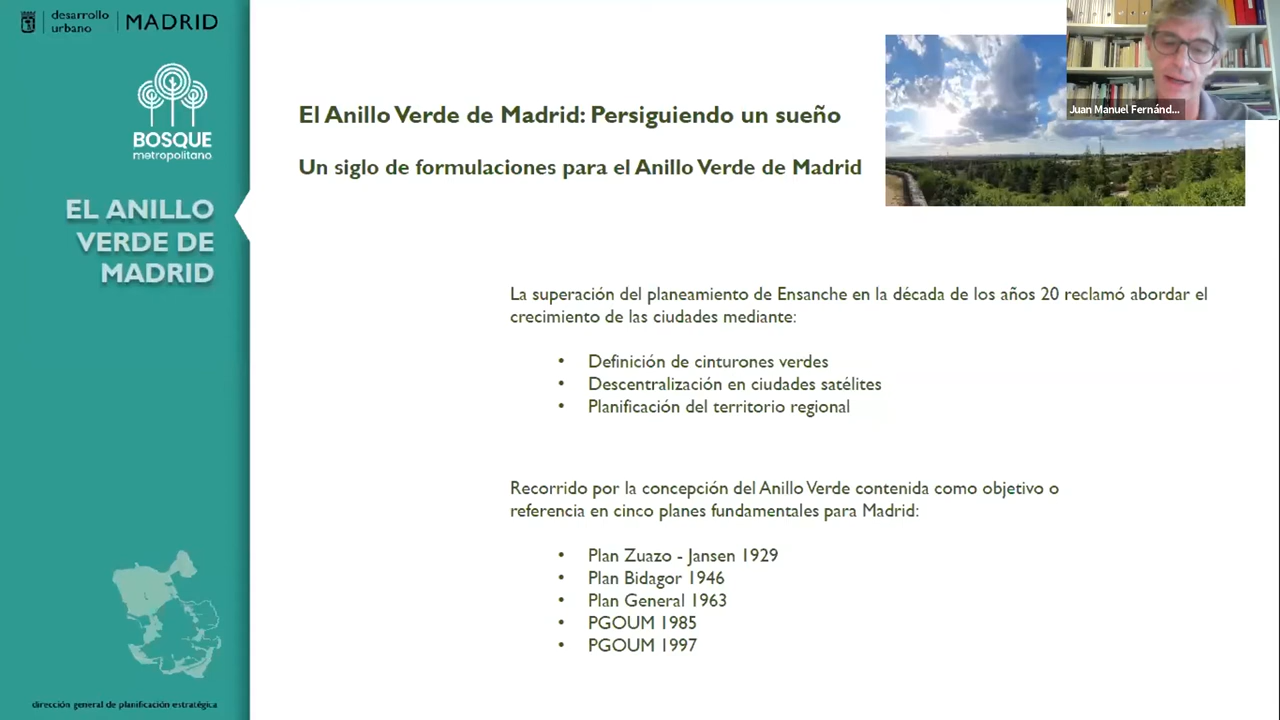 desarrollo
urbano
MADRID
BOSQUE
metropolitano
EL ANILLO
VERDE DE
MADRID
dirección general de planificación estratégica
El Anillo Verde de Madrid: Persiguiendo un sueño
Un siglo de formulaciones para el Anillo Verde de Madrid
Juan Manuel Fernánd...
La superación del planeamiento de Ensanche en la década de los años 20 reclamó abordar el
crecimiento de las ciudades mediante:
• Definición de cinturones verdes
• Descentralización en ciudades satélites
• Planificación del territorio regional
Recorrido por la concepción del Anillo Verde contenida como objetivo o
referencia en cinco planes fundamentales para Madrid:
• Plan Zuazo - Jansen 1929
• Plan Bidagor 1946
• Plan General 1963
• PGOUM 1985
• PGOUM 1997